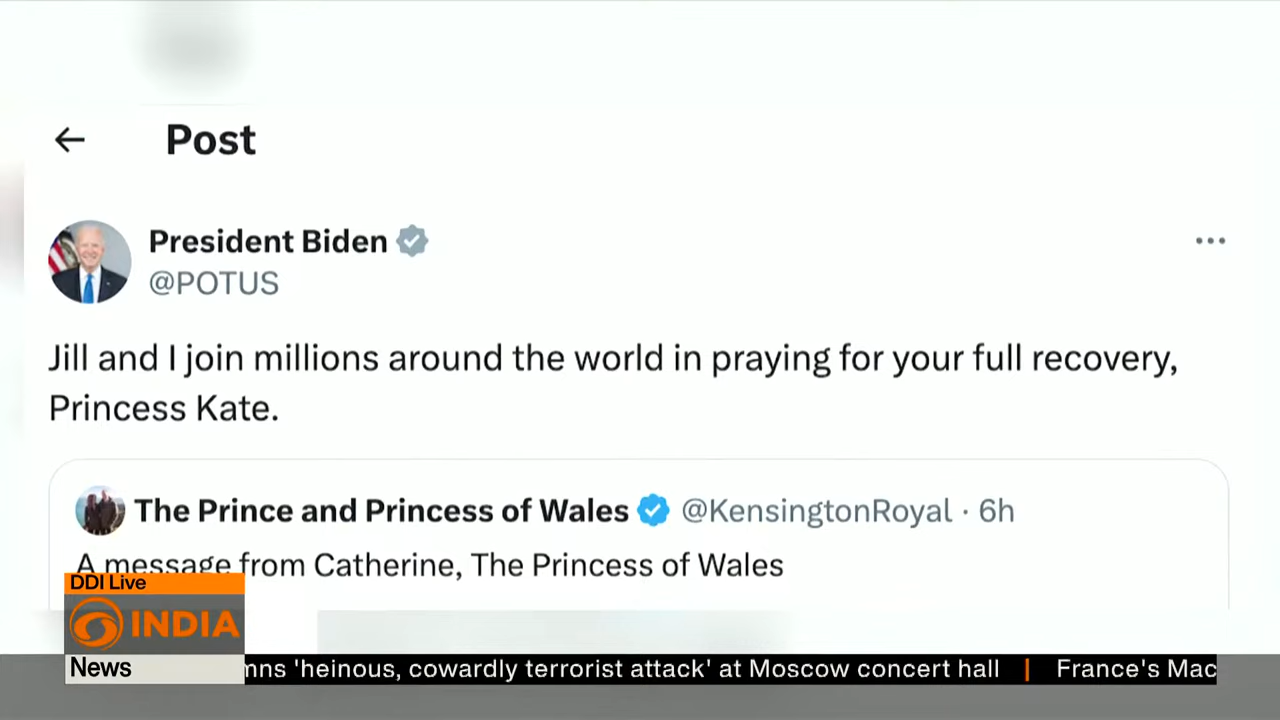 Post
President Biden
@POTUS
Jill and I join millions around the world in praying for your full recovery,
Princess Kate.
The Prince and Princess of Wales @KensingtonRoyal · 6h
A message from Catherine, The Princess of Wales
DDI Live
INDIA
News
'heinous, cowardly terrorist attack' at Moscow concert hall | France's Mac